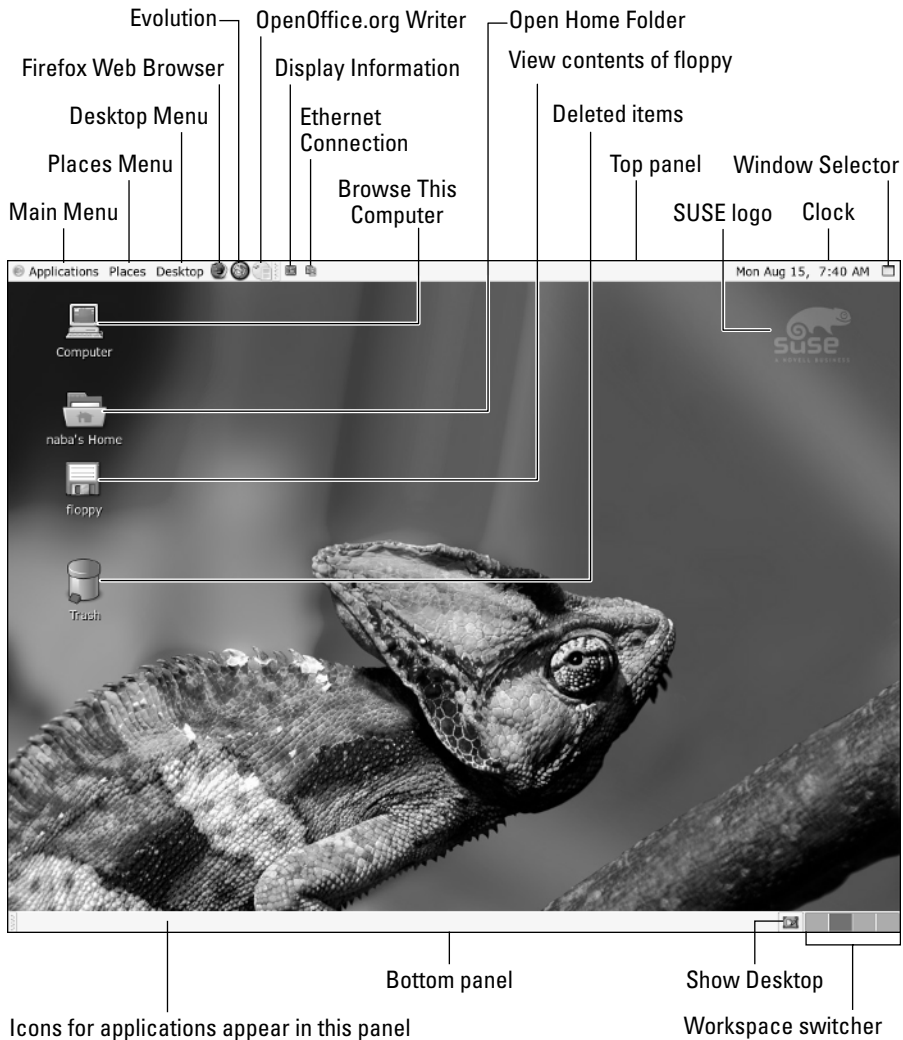 Evolution
OpenOffice.org Writer
Open Home Folder
Firefox Web Browser
Display Information
View contents of floppy
Desktop Menu
Ethernet
Connection
Deleted items
Places Menu
Browse This
Computer
Top panel
Window Selector
Main Menu
SUSE logo
Clock
Applications Places Desktop
Mon Aug 15, 7:40 AM
Computer
suse
A NOVELL BUSINESS
naba's Home
floppy
Trash
Bottom panel
Show Desktop
Icons for applications appear in this panel
Workspace switcher